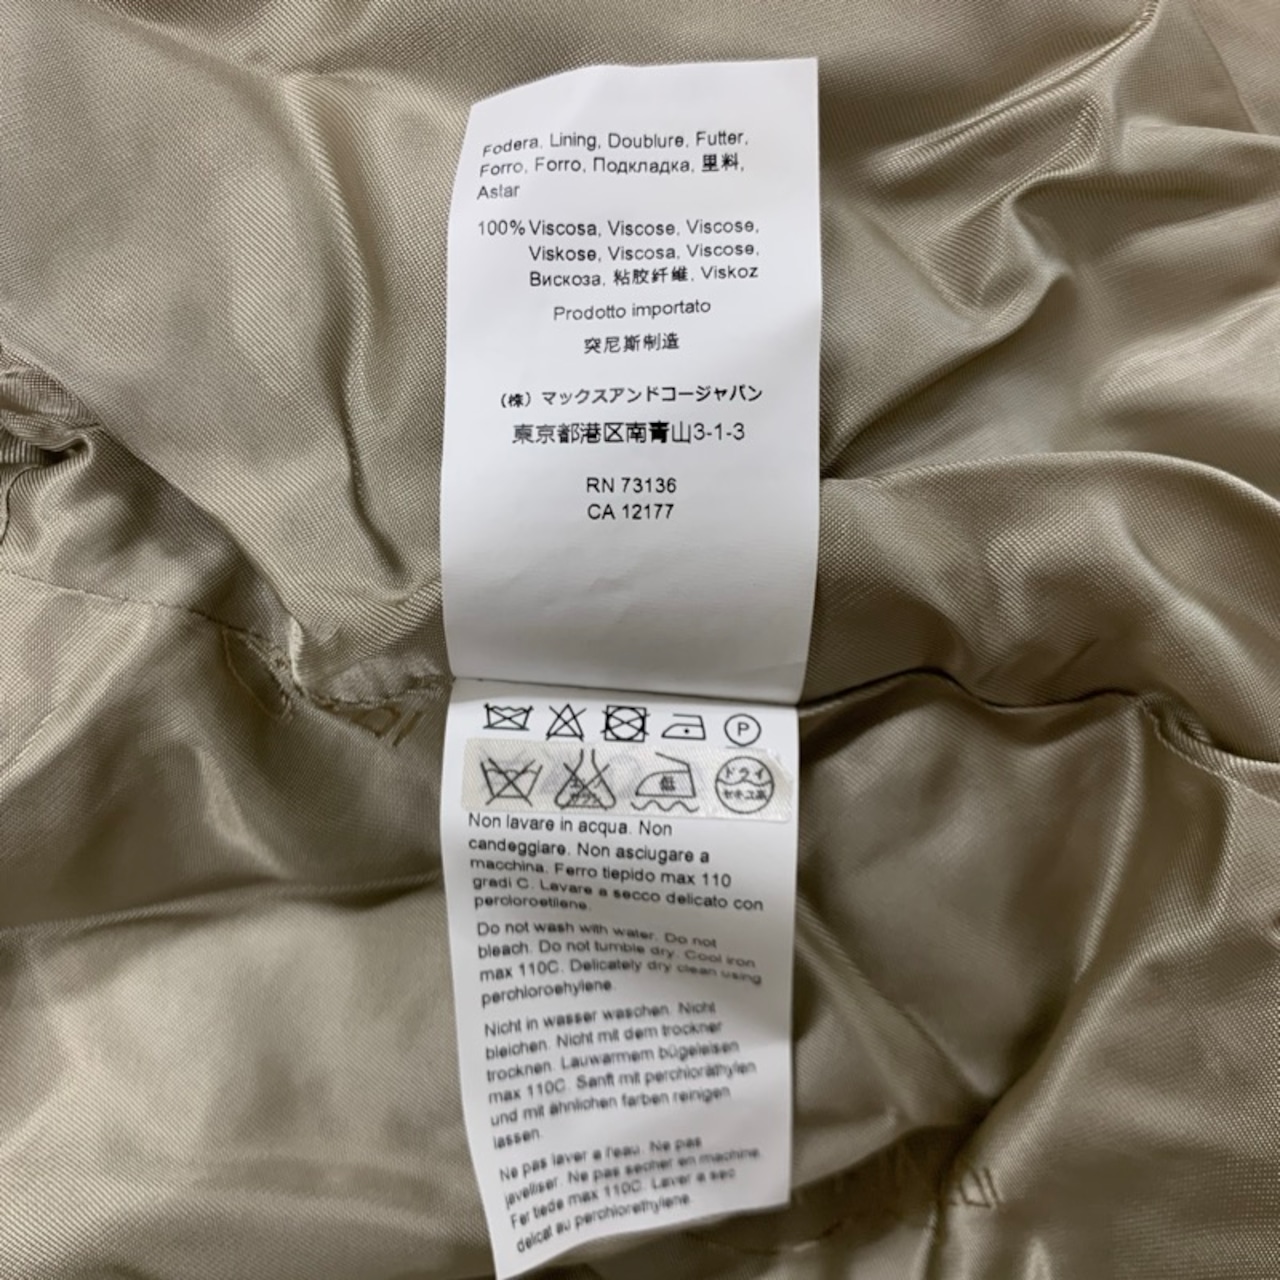 Fodera, Lining, Doublure, Futter,
Forro, Forro, Подкладка, 里料,
Astar
100% Viscosa, Viscose, Viscose,
Viskose, Viscosa, Viscose,
Вискоза, 粘胶纤维, Viskoz
Prodotto importato
突尼斯制造
（株）マックスアンドコージャパン
東京都港区南青山3-1-3
RN 73136
CA 12177
P
低 ドライ
セキユ系
Non lavare in acqua. Non
candeggiare. Non asciugare a
macchina. Ferro tiepido max 110
gradi C. Lavare a secco delicato con
percloroetilene.
Do not wash with water. Do not
bleach. Do not tumble dry. Cool iron
max 110C. Delicately dry clean using
perchloroehylene.
Nicht in wasser waschen. Nicht
bleichen. Nicht mit dem trockner
trocknen. Lauwarmem bügeleisen
max 110C. Sanft mit perchloräthylen
und mit ähnlichen farben reinigen
lassen.
Ne pas laver a l'eau. Ne pas
javelliser. Ne pas secher en machine.
Fer tiede max 110C. Laver a sec
delicat au perchlorethylene.